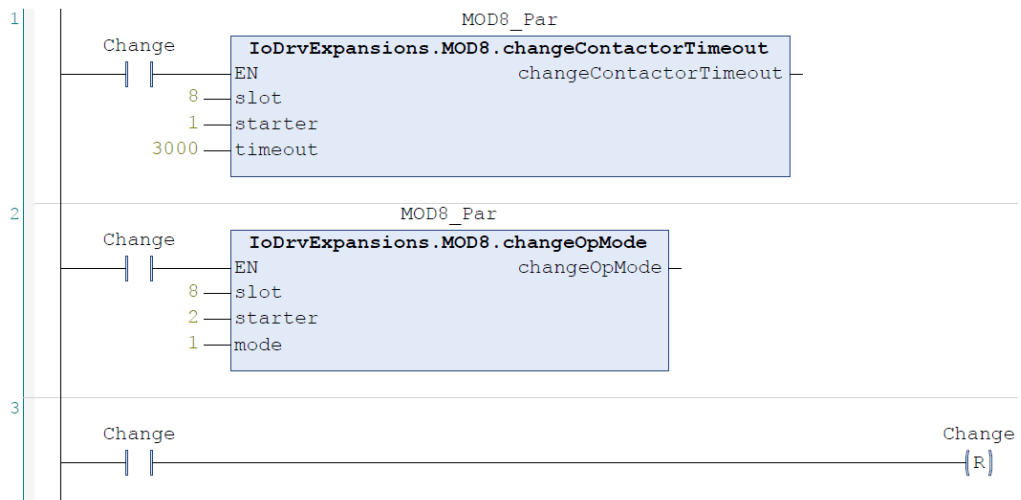 1
MOD8_Par
Change
IoDrvExpansions.MOD8.changeContactorTimeout
EN changeContactorTimeout
8 slot
1 starter
3000 timeout
2
MOD8_Par
Change
IoDrvExpansions.MOD8.changeOpMode
EN changeOpMode
8 slot
2 starter
1 mode
3
Change Change
R